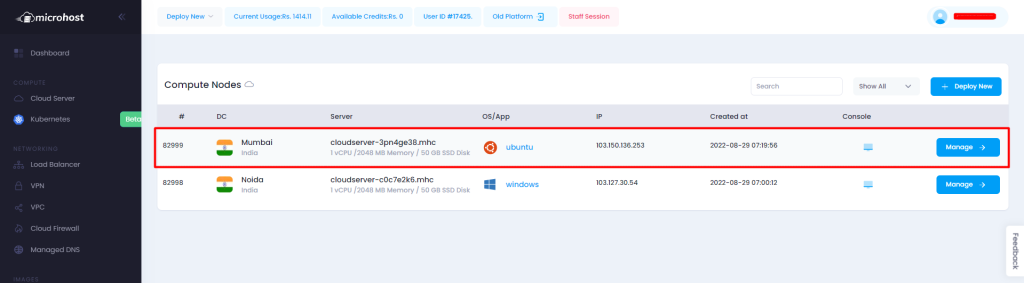 microhost
Deploy New
Current Usage:Rs. 1414.11
Available Credits:Rs. 0
User ID #17425.
Old Platform
Staff Session
Dashboard
COMPUTE
Cloud Server
Kubernetes
Beta
NETWORKING
Load Balancer
VPN
VPC
Cloud Firewall
Managed DNS
IMAGES
Compute Nodes
Search
Show All
+ Deploy New
# DC Server OS/App IP Created at Console
82999 Mumbai cloudserver-3pn4ge38.mhc ubuntu 103.150.136.253 2022-08-29 07:19:56 Manage →
India 1 vCPU /2048 MB Memory / 50 GB SSD Disk
82998 Noida cloudserver-c0c7e2k6.mhc windows 103.127.30.54 2022-08-29 07:00:12 Manage →
India 1 vCPU /2048 MB Memory / 50 GB SSD Disk
Feedback